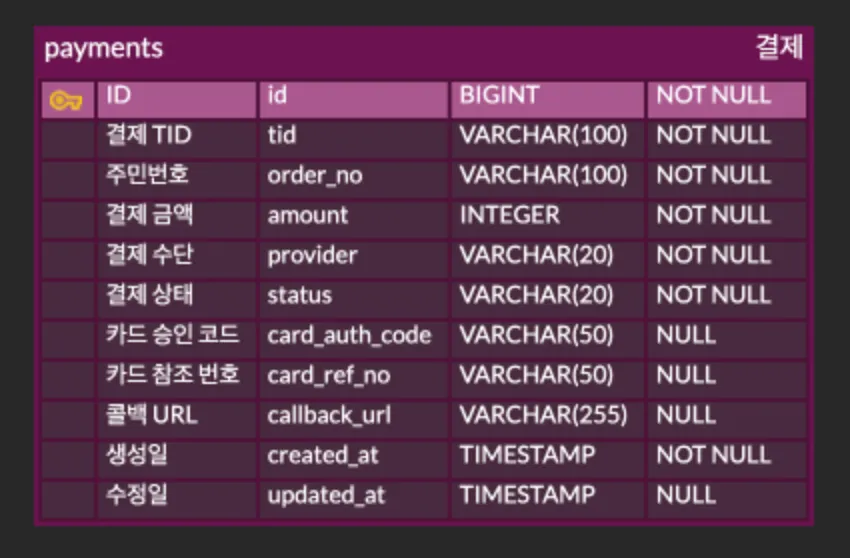 payments 결제
ID id BIGINT NOT NULL
결제 TID tid VARCHAR(100) NOT NULL
주민번호 order_no VARCHAR(100) NOT NULL
결제 금액 amount INTEGER NOT NULL
결제 수단 provider VARCHAR(20) NOT NULL
결제 상태 status VARCHAR(20) NOT NULL
카드 승인 코드 card_auth_code VARCHAR(50) NULL
카드 참조 번호 card_ref_no VARCHAR(50) NULL
콜백 URL callback_url VARCHAR(255) NULL
생성일 created_at TIMESTAMP NOT NULL
수정일 updated_at TIMESTAMP NULL